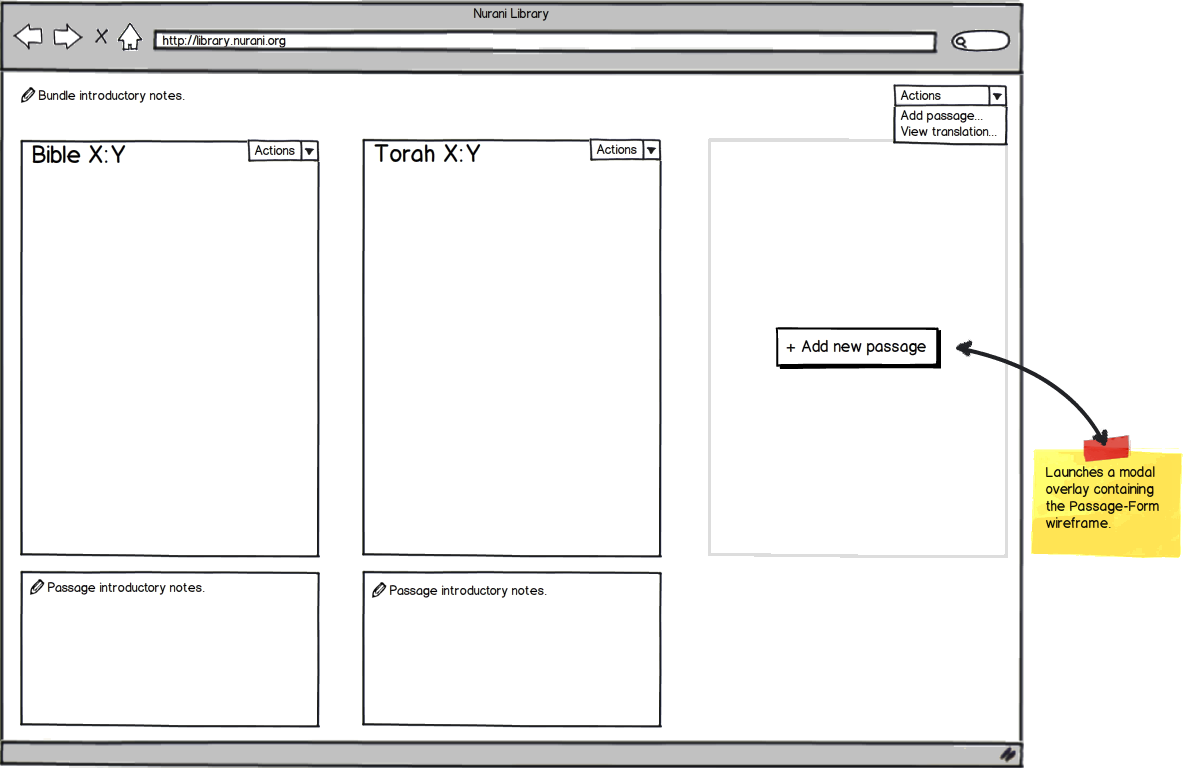 Nurani Library
http://library.nurani.org
Bundle introductory notes.
Actions
Add passage...
View translation...
Bible X:Y
Actions
Torah X:Y
Actions
+ Add new passage
Launches a modal
overlay containing
the Passage-Form
wireframe.
Passage introductory notes.
Passage introductory notes.